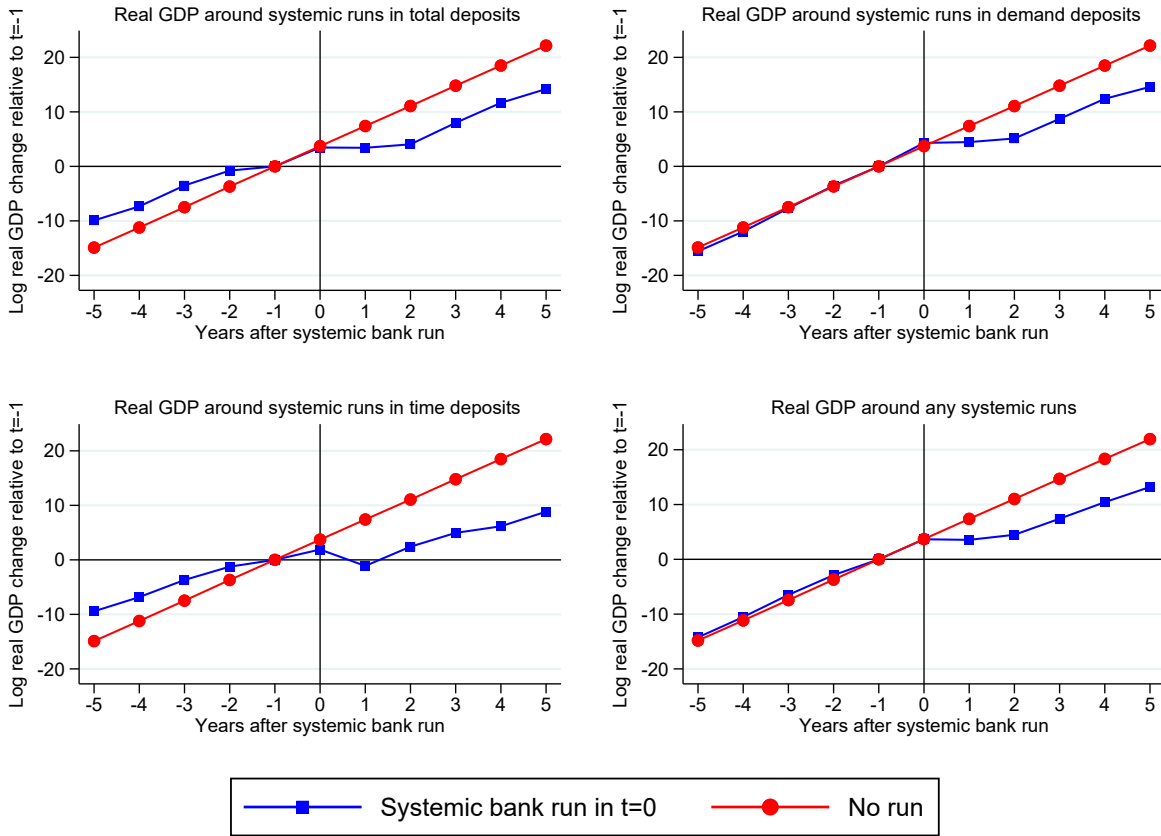 Real GDP around systemic runs in total deposits
Log real GDP change relative to t=-1
20
10
0
-10
-20
-5 -4 -3 -2 -1 0 1 2 3 4 5
Years after systemic bank run
Real GDP around systemic runs in demand deposits
Log real GDP change relative to t=-1
20
10
0
-10
-20
-5 -4 -3 -2 -1 0 1 2 3 4 5
Years after systemic bank run
Real GDP around systemic runs in time deposits
Log real GDP change relative to t=-1
20
10
0
-10
-20
-5 -4 -3 -2 -1 0 1 2 3 4 5
Years after systemic bank run
Real GDP around any systemic runs
Log real GDP change relative to t=-1
20
10
0
-10
-20
-5 -4 -3 -2 -1 0 1 2 3 4 5
Years after systemic bank run
Systemic bank run in t=0 No run